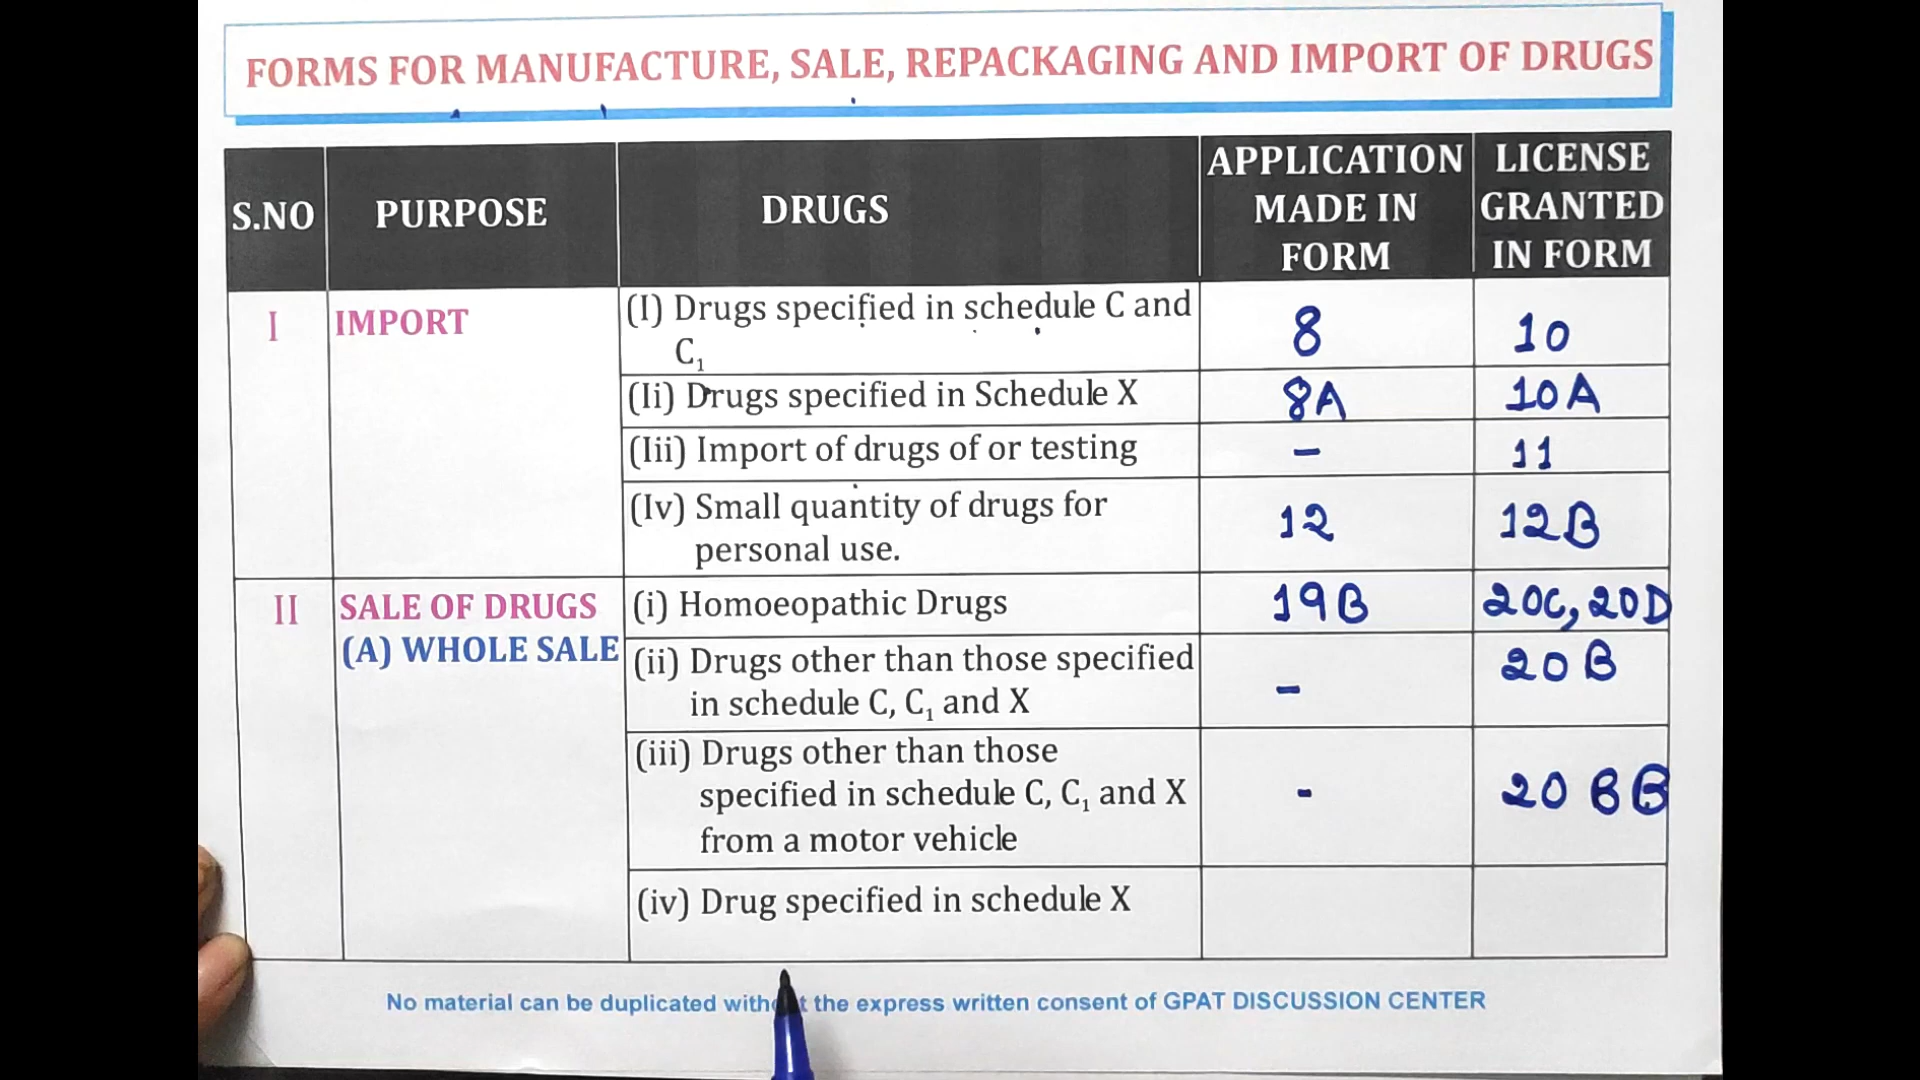 FORMS FOR MANUFACTURE, SALE, REPACKAGING AND IMPORT OF DRUGS
S.NO
PURPOSE
DRUGS
APPLICATION
MADE IN
FORM
LICENSE
GRANTED
IN FORM
I
IMPORT
(I) Drugs specified in schedule C and
C₁
8
10
(Ii) Drugs specified in Schedule X
8A
10A
(Iii) Import of drugs of or testing
-
11
(Iv) Small quantity of drugs for
personal use.
12
12B
II
SALE OF DRUGS
(A) WHOLE SALE
(i) Homoeopathic Drugs
19B
20C, 20D
(ii) Drugs other than those specified
in schedule C, C₁ and X
-
20 B
(iii) Drugs other than those
specified in schedule C, C₁ and X
from a motor vehicle
-
20 BB
(iv) Drug specified in schedule X
No material can be duplicated the express written consent of GPAT DISCUSSION CENTER